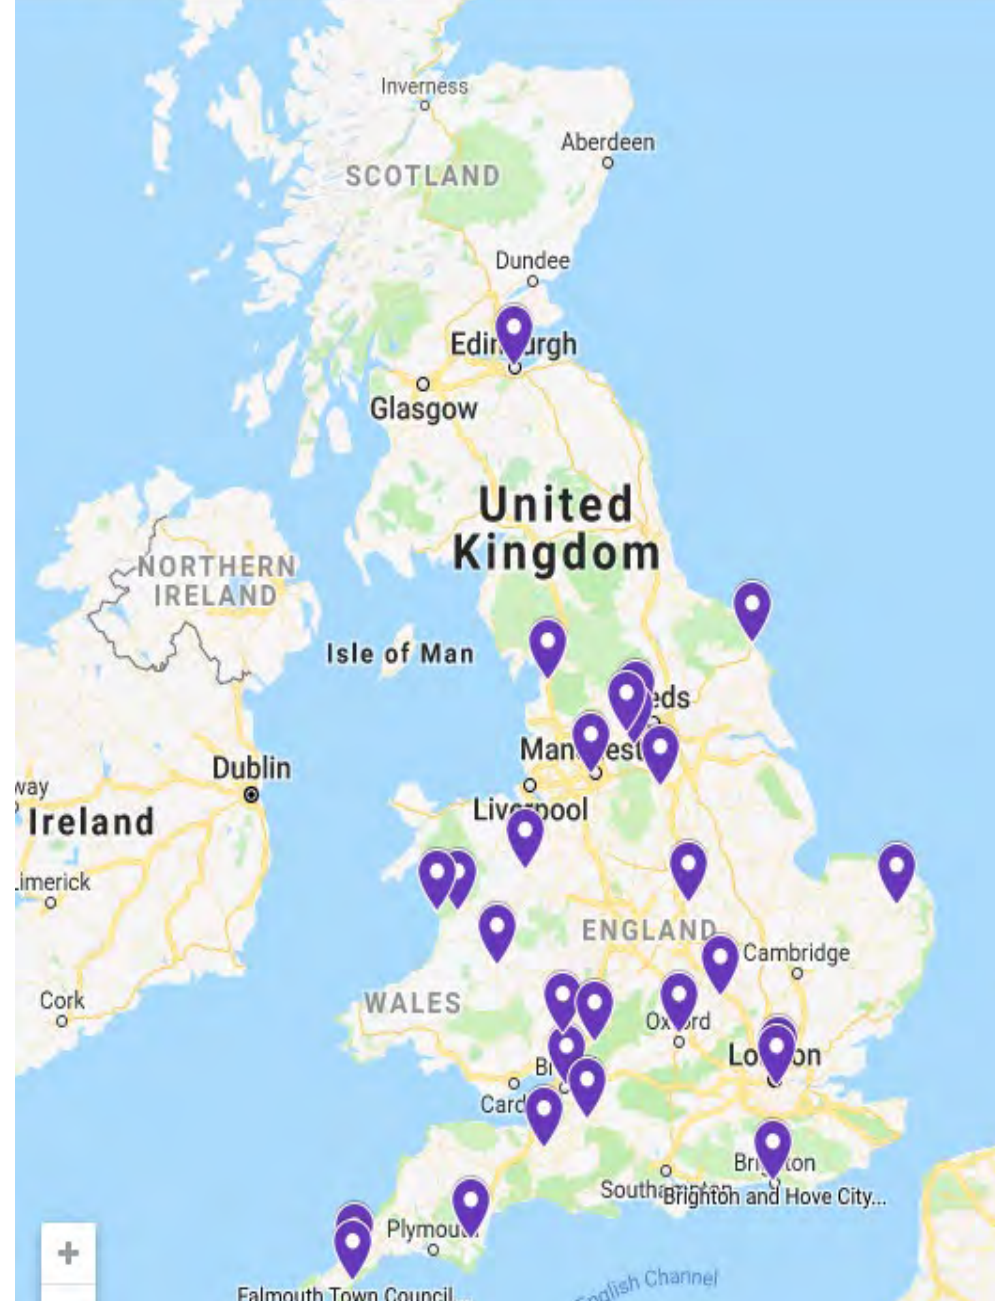 Inverness
Aberdeen
SCOTLAND
Dundee
Glasgow
United
Kingdom
NORTHERN
IRELAND
Isle of Man
Dublin
Ireland
Liverpool
ENGLAND
Cambridge
Cork
WALES
Plymouth
Brighton and Hove City...
Falmouth Town Council...
English Channel
+